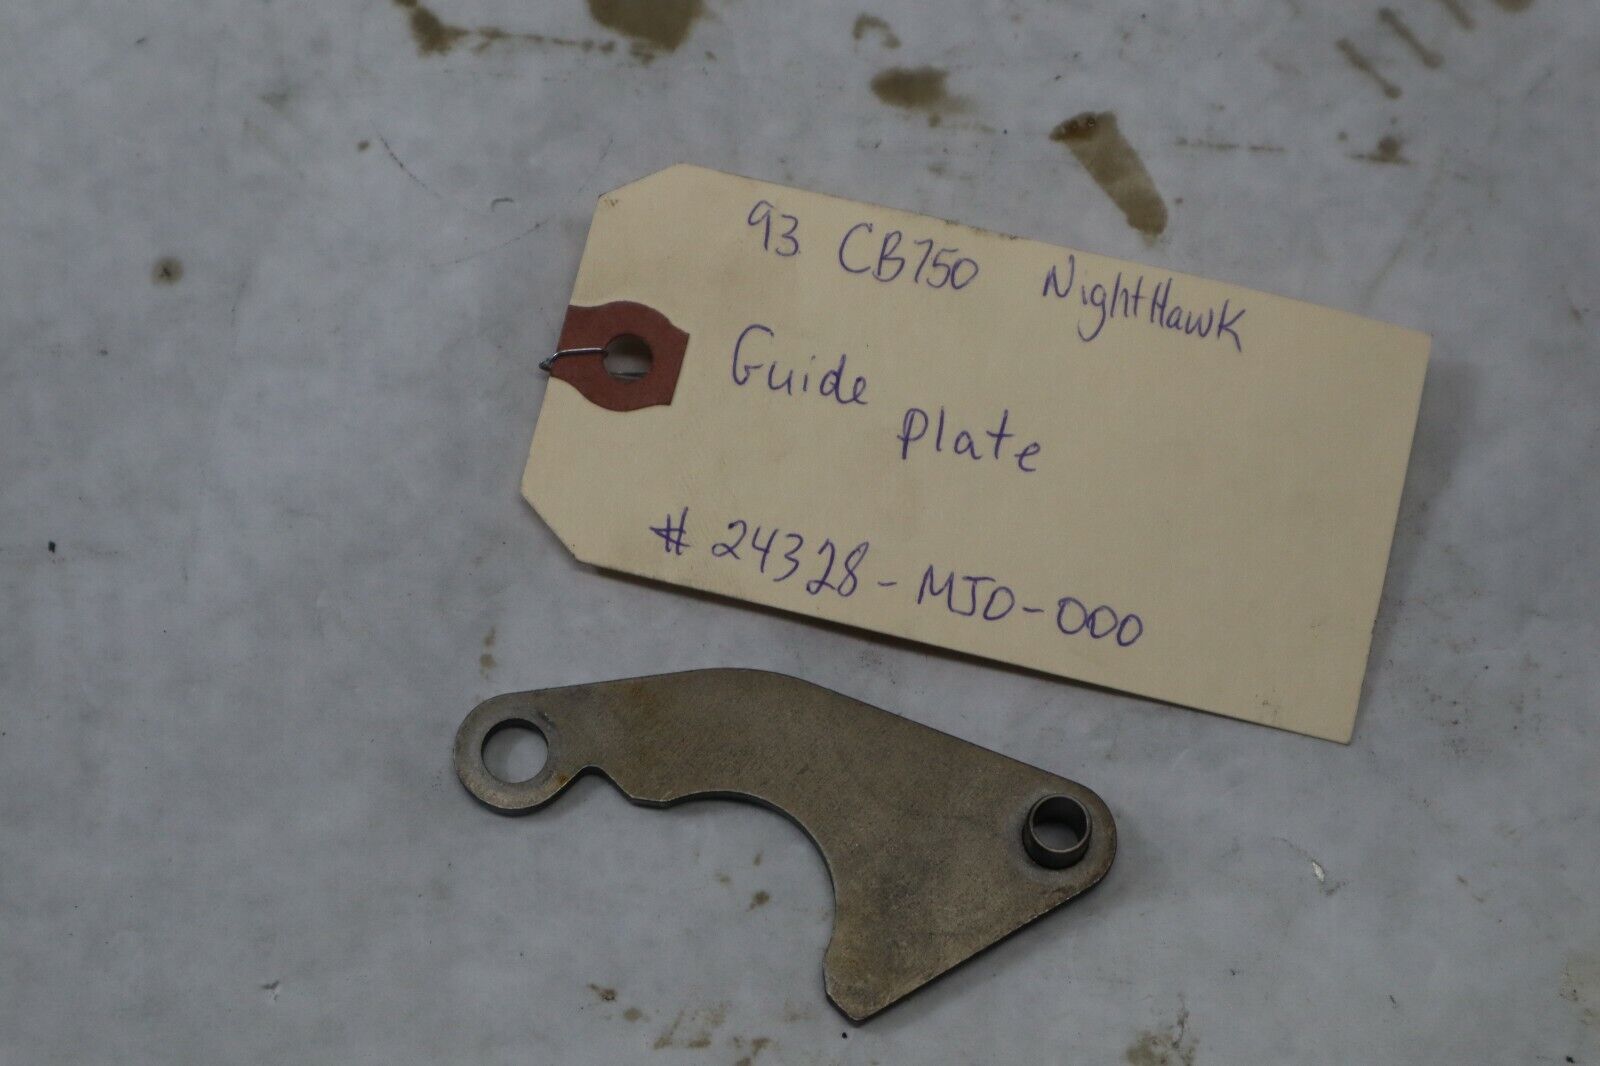 93 CB750 NightHawk
Guide
plate
# 24328-MJ0-000